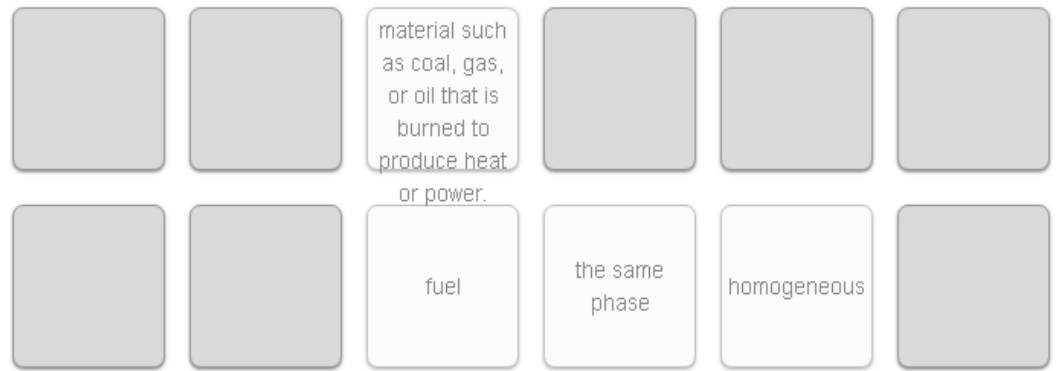 material such
as coal, gas,
or oil that is
burned to
produce heat
or power.
fuel
the same
phase
homogeneous